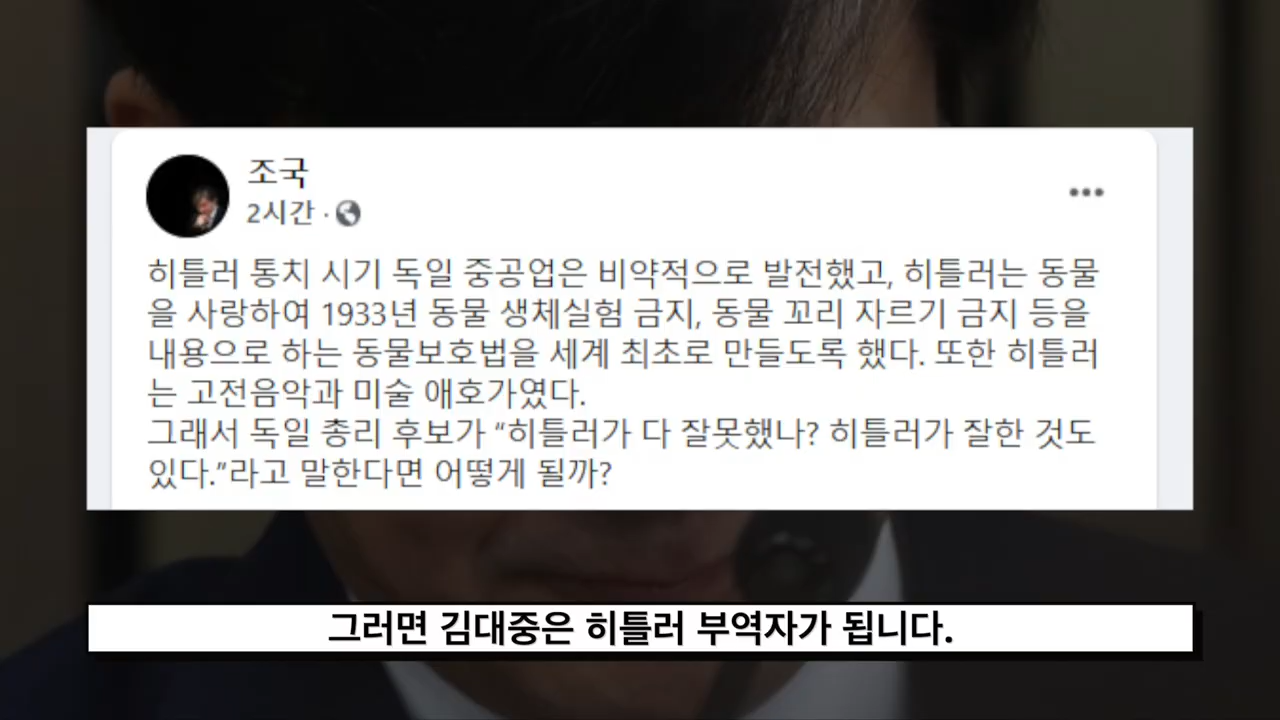 조국
2시간 ·
히틀러 통치 시기 독일 중공업은 비약적으로 발전했고, 히틀러는 동물
을 사랑하여 1933년 동물 생체실험 금지, 동물 꼬리 자르기 금지 등을
내용으로 하는 동물보호법을 세계 최초로 만들도록 했다. 또한 히틀러
는 고전음악과 미술 애호가였다.
그래서 독일 총리 후보가 “히틀러가 다 잘못했나? 히틀러가 잘한 것도
있다.”라고 말한다면 어떻게 될까?
그러면 김대중은 히틀러 부역자가 됩니다.